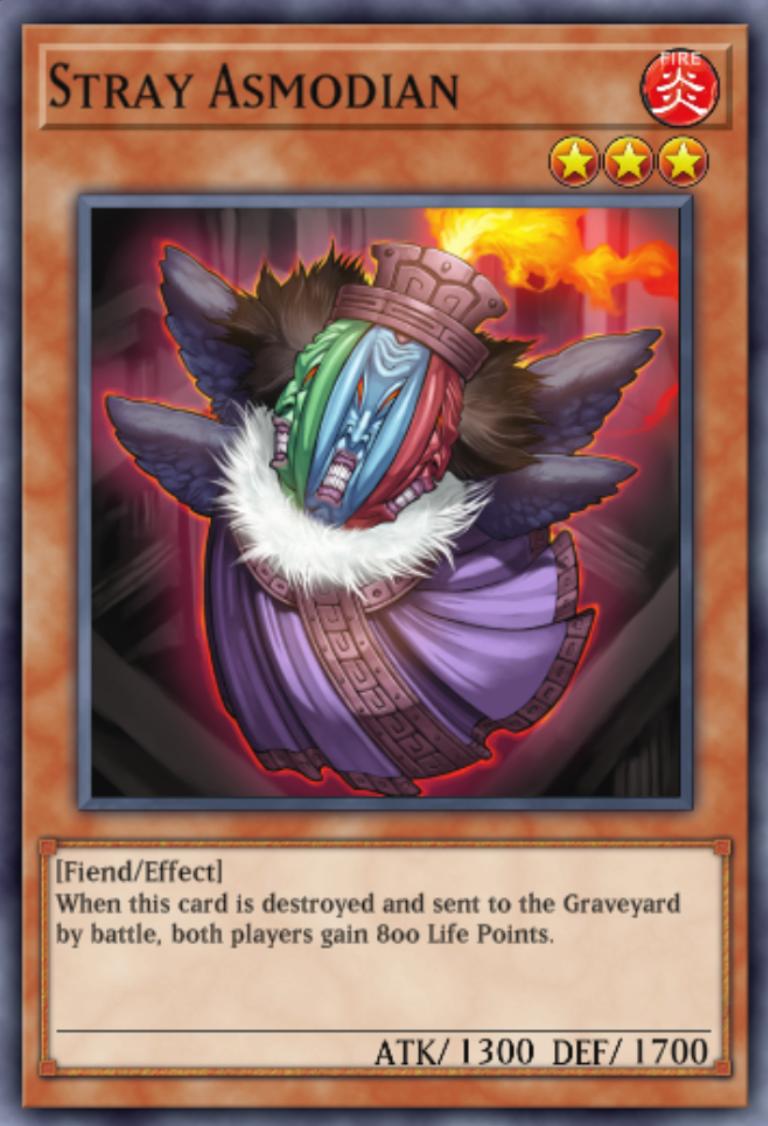 Stray Asmodian
FIRE
炎
[Fiend/Effect]
When this card is destroyed and sent to the Graveyard
by battle, both players gain 800 Life Points.
ATK/ 1300 DEF/ 1700